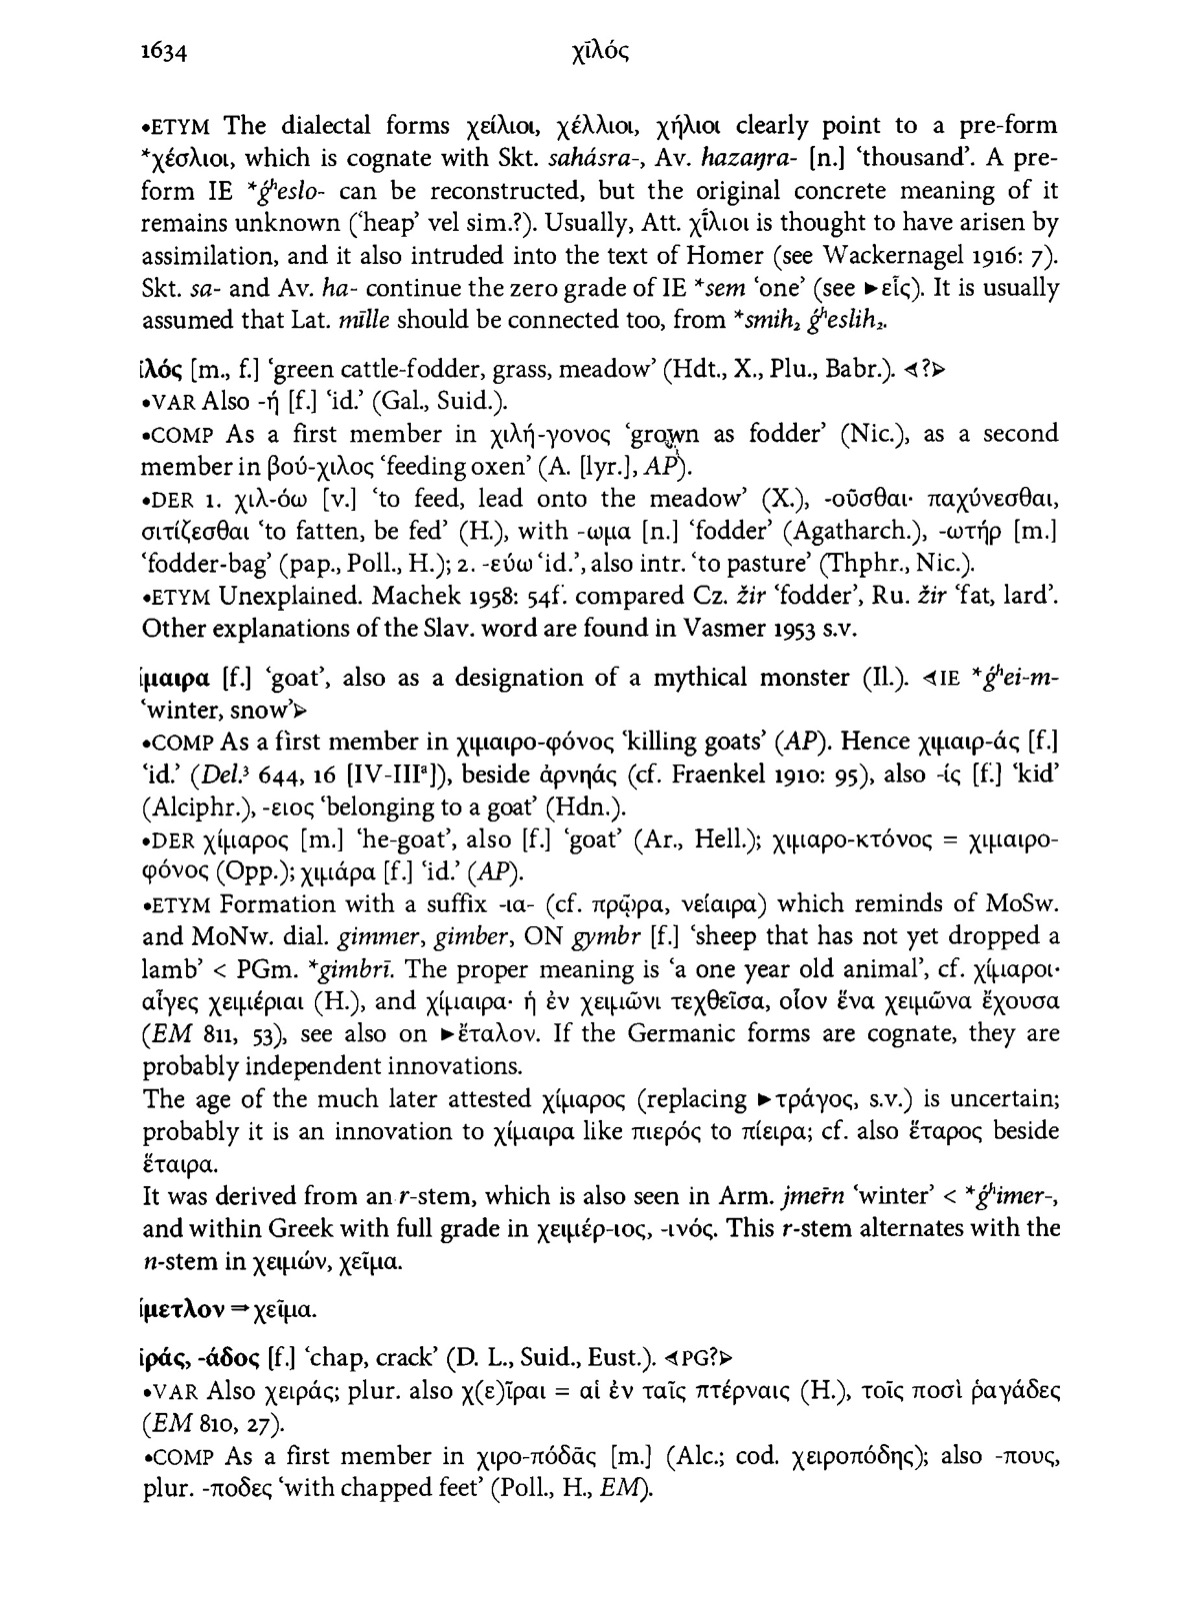 1634 χῑλός
•ETYM The dialectal forms χείλιοι, χέλλιοι, χήλιοι clearly point to a pre-form
*χέσλιοι, which is cognate with Skt. sahásra-, Av. hazaŋra- [n.] ‘thousand’. A pre-
form IE *ǵʰeslo- can be reconstructed, but the original concrete meaning of it
remains unknown (‘heap’ vel sim.?). Usually, Att. χῑ́λιοι is thought to have arisen by
assimilation, and it also intruded into the text of Homer (see Wackernagel 1916: 7).
Skt. sa- and Av. ha- continue the zero grade of IE *sem ‘one’ (see ►εἷς). It is usually
assumed that Lat. mīlle should be connected too, from *smih₂ ǵʰeslih₂.
ῑλός [m., f.] ‘green cattle-fodder, grass, meadow’ (Hdt., X., Plu., Babr.). ◁?▷
•VAR Also -ή [f.] ‘id.’ (Gal., Suid.).
•COMP As a first member in χιλή-γονος ‘grown as fodder’ (Nic.), as a second
member in βού-χιλος ‘feeding oxen’ (A. [lyr.], AP).
•DER 1. χιλ-όω [v.] ‘to feed, lead onto the meadow’ (X.), -οῦσθαι· παχύνεσθαι,
σιτίζεσθαι ‘to fatten, be fed’ (H.), with -ωμα [n.] ‘fodder’ (Agatharch.), -ωτήρ [m.]
‘fodder-bag’ (pap., Poll., H.); 2. -εύω ‘id.’, also intr. ‘to pasture’ (Thphr., Nic.).
•ETYM Unexplained. Machek 1958: 54f. compared Cz. žir ‘fodder’, Ru. žir ‘fat, lard’.
Other explanations of the Slav. word are found in Vasmer 1953 s.v.
ίμαιρα [f.] ‘goat’, also as a designation of a mythical monster (Il.). ◁IE *ǵʰei-m-
‘winter, snow’▷
•COMP As a first member in χιμαιρο-φόνος ‘killing goats’ (AP). Hence χιμαιρ-άς [f.]
‘id.’ (Del.³ 644, 16 [IV-IIIᵃ]), beside ἀρνηάς (cf. Fraenkel 1910: 95), also -ίς [f.] ‘kid’
(Alciphr.), -ειος ‘belonging to a goat’ (Hdn.).
•DER χίμαρος [m.] ‘he-goat’, also [f.] ‘goat’ (Ar., Hell.); χιμαρο-κτόνος = χιμαιρο-
φόνος (Opp.); χιμάρα [f.] ‘id.’ (AP).
•ETYM Formation with a suffix -ια- (cf. πρῷρα, νείαιρα) which reminds of MoSw.
and MoNw. dial. gimmer, gimber, ON gymbr [f.] ‘sheep that has not yet dropped a
lamb’ < PGm. *gimbrī. The proper meaning is ‘a one year old animal’, cf. χίμαροι·
αἶγες χειμέριαι (H.), and χίμαιρα· ἡ ἐν χειμῶνι τεχθεῖσα, οἷον ἕνα χειμῶνα ἔχουσα
(EM 811, 53), see also on ►ἔταλον. If the Germanic forms are cognate, they are
probably independent innovations.
The age of the much later attested χίμαρος (replacing ►τράγος, s.v.) is uncertain;
probably it is an innovation to χίμαιρα like πιερός to πίειρα; cf. also ἕταρος beside
ἕταιρα.
It was derived from an r-stem, which is also seen in Arm. jmeṙn ‘winter’ < *ǵʰimer-,
and within Greek with full grade in χειμέρ-ιος, -ινός. This r-stem alternates with the
n-stem in χειμών, χεῖμα.
ίμετλον ⇒ χεῖμα.
ιράς, -άδος [f.] ‘chap, crack’ (D. L., Suid., Eust.). ◁PG?▷
•VAR Also χειράς; plur. also χ(ε)ῖραι = αἱ ἐν ταῖς πτέρναις (H.), τοῖς ποσὶ ῥαγάδες
(EM 810, 27).
•COMP As a first member in χιρο-πόδᾱς [m.] (Alc.; cod. χειροπόδης); also -πους,
plur. -ποδες ‘with chapped feet’ (Poll., H., EM).